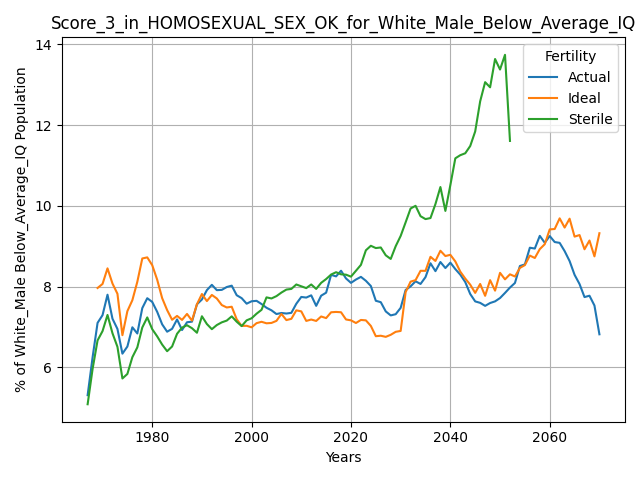 Score_3_in_HOMOSEXUAL_SEX_OK_for_White_Male_Below_Average_IQ
14
12
10
8
6
% of White_Male Below_Average_IQ Population
Fertility
Actual
Ideal
Sterile
1980
2000
2020
2040
2060
Years